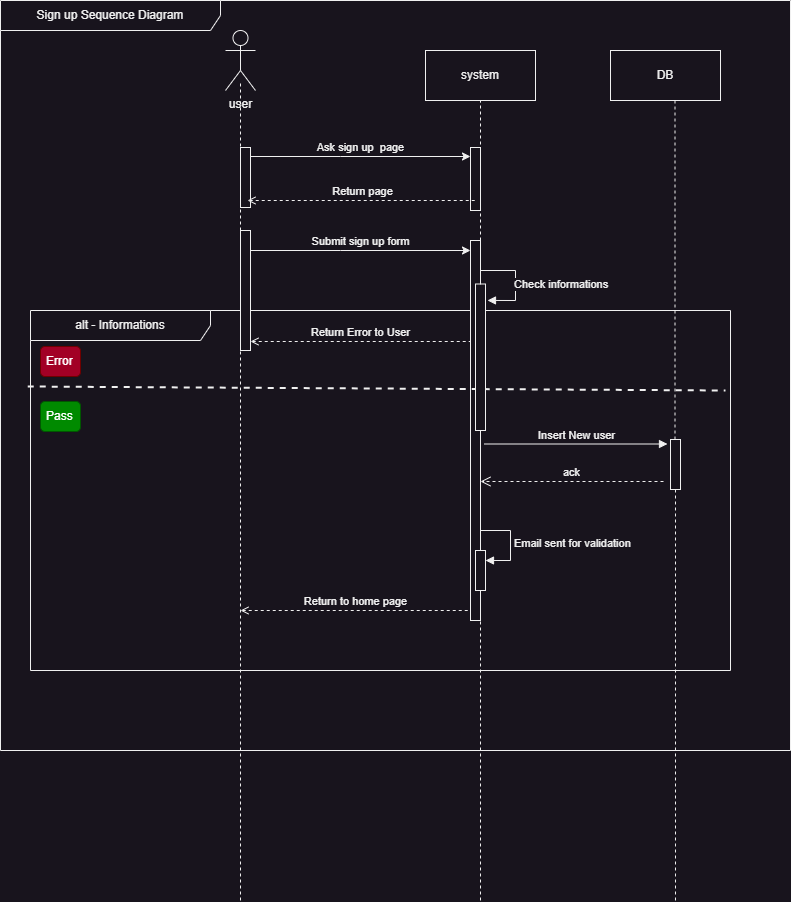 Sign up Sequence Diagram
user
system
DB
Ask sign up  page
Return page
Submit sign up form
Check informations
alt - Informations
Return Error to User
Error
Pass
Insert New user
ack
Email sent for validation
Return to home page